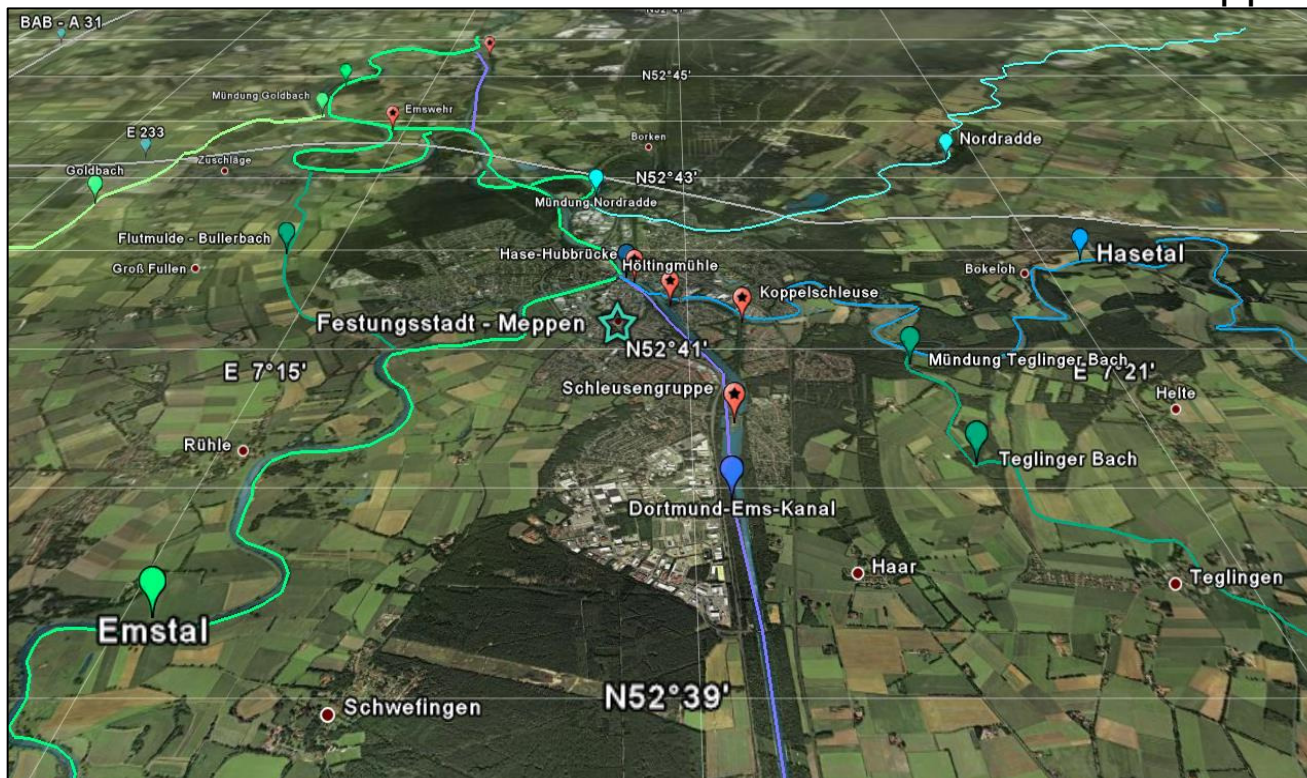 BAB - A 31
N52°45'
Mündung Goldbach
Emswehr
E 233
Zuschläge
Borken
Nordradde
Goldbach
N52°43'
Mündung Nordradde
Flutmulde - Bullerbach
Groß Fullen
Hase-Hubbrücke
Höltingmühle
Hasetal
Bokeloh
Koppelschleuse
Festungsstadt - Meppen
N52°41'
Mündung Teglinger Bach
E 7°15'
E 7°21'
Schleusengruppe
Helte
Rühle
Teglinger Bach
Dortmund-Ems-Kanal
Haar
Teglingen
Emstal
N52°39'
Schwefingen